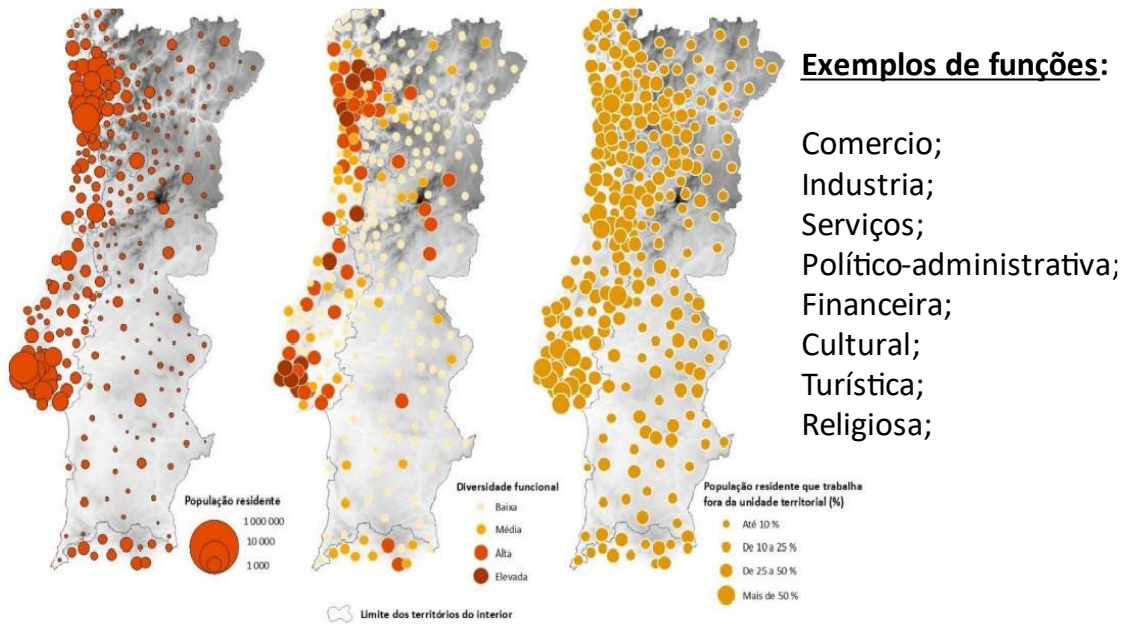 Exemplos de funções:
Comercio;
Industria;
Serviços;
Político-administrativa;
Financeira;
Cultural;
Turística;
Religiosa;
População residente
1 000 000
10 000
1 000
Diversidade funcional
Baixa
Média
Alta
Elevada
População residente que trabalha
fora da unidade territorial (%)
Até 10 %
De 10 a 25 %
De 25 a 50 %
Mais de 50 %
Limite dos territórios do interior